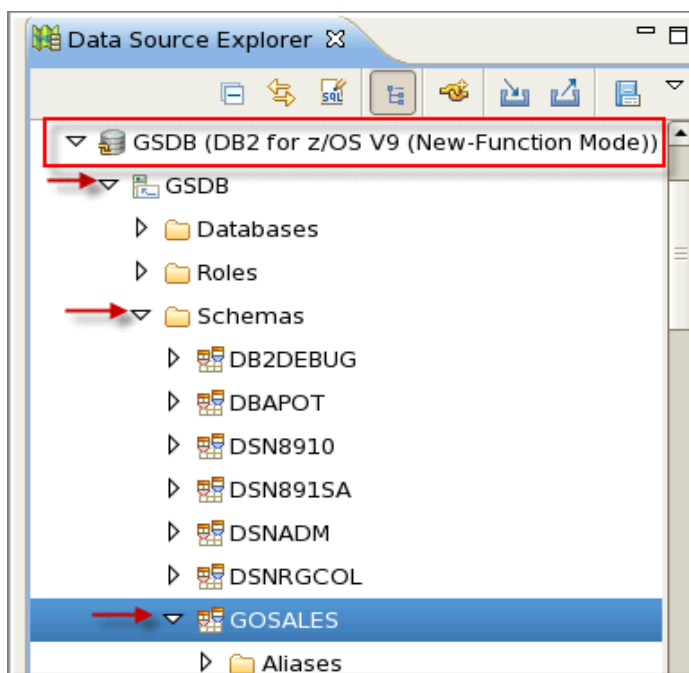 Data Source Explorer
SQL
GSDB (DB2 for z/OS V9 (New-Function Mode))
GSDB
Databases
Roles
Schemas
DB2DEBUG
DBAPOT
DSN8910
DSN891SA
DSNADM
DSNRGCOL
GOSALES
Aliases